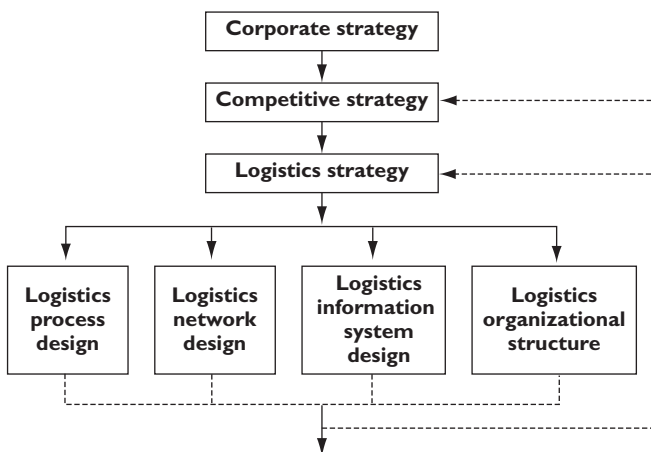 Corporate strategy
Competitive strategy
Logistics strategy
Logistics
process
design
Logistics
network
design
Logistics
information
system
design
Logistics
organizational
structure